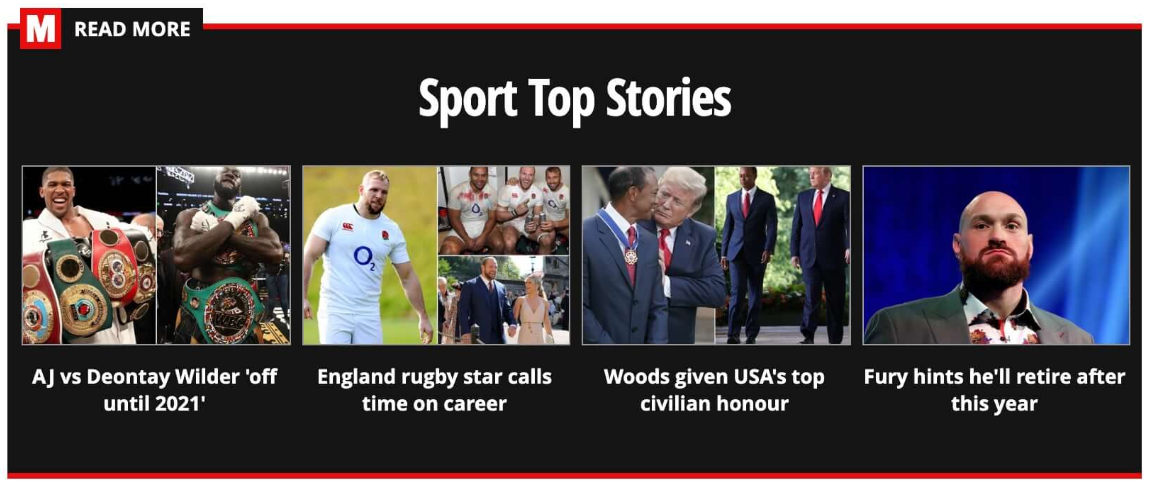 M READ MORE
Sport Top Stories
AJ vs Deontay Wilder 'off
until 2021'
England rugby star calls
time on career
Woods given USA's top
civilian honour
Fury hints he'll retire after
this year
O2